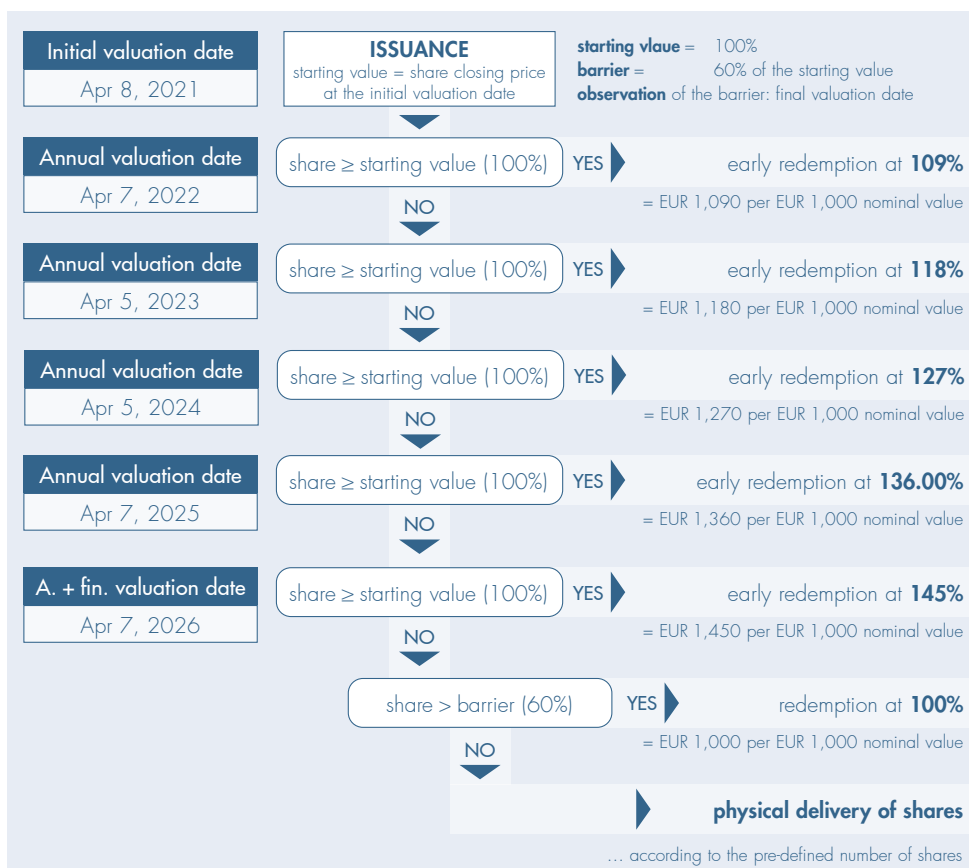 Initial valuation date
Apr 8, 2021
ISSUANCE
starting value = share closing price
at the initial valuation date
starting vlaue = 100%
barrier = 60% of the starting value
observation of the barrier: final valuation date
Annual valuation date
Apr 7, 2022
share ≥ starting value (100%)
YES
early redemption at 109%
= EUR 1,090 per EUR 1,000 nominal value
NO
Annual valuation date
Apr 5, 2023
share ≥ starting value (100%)
YES
early redemption at 118%
= EUR 1,180 per EUR 1,000 nominal value
NO
Annual valuation date
Apr 5, 2024
share ≥ starting value (100%)
YES
early redemption at 127%
= EUR 1,270 per EUR 1,000 nominal value
NO
Annual valuation date
Apr 7, 2025
share ≥ starting value (100%)
YES
early redemption at 136.00%
= EUR 1,360 per EUR 1,000 nominal value
NO
A. + fin. valuation date
Apr 7, 2026
share ≥ starting value (100%)
YES
early redemption at 145%
= EUR 1,450 per EUR 1,000 nominal value
NO
share > barrier (60%)
YES
redemption at 100%
= EUR 1,000 per EUR 1,000 nominal value
NO
physical delivery of shares
... according to the pre-defined number of shares